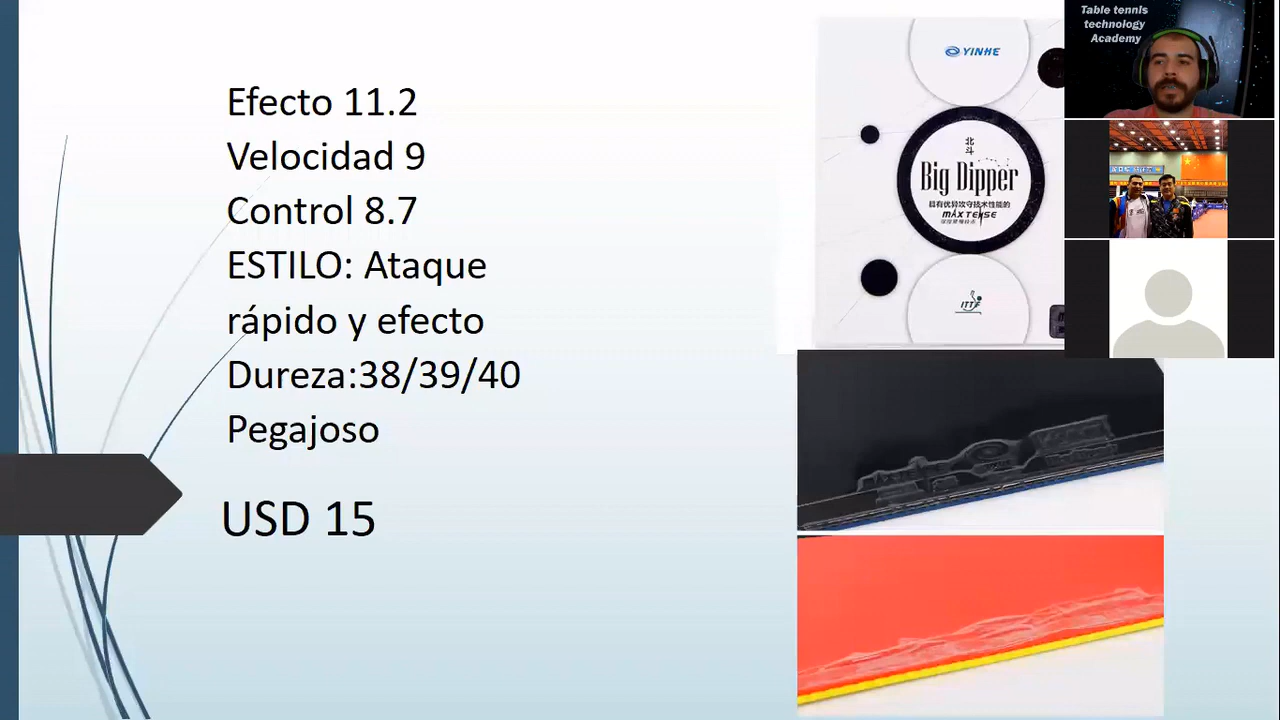 Efecto 11.2
Velocidad 9
Control 8.7
ESTILO: Ataque
rápido y efecto
Dureza:38/39/40
Pegajoso
USD 15
YINHE
北
斗
Big Dipper
MAX TENSE
ITTF
Table tennis
technology
Academy